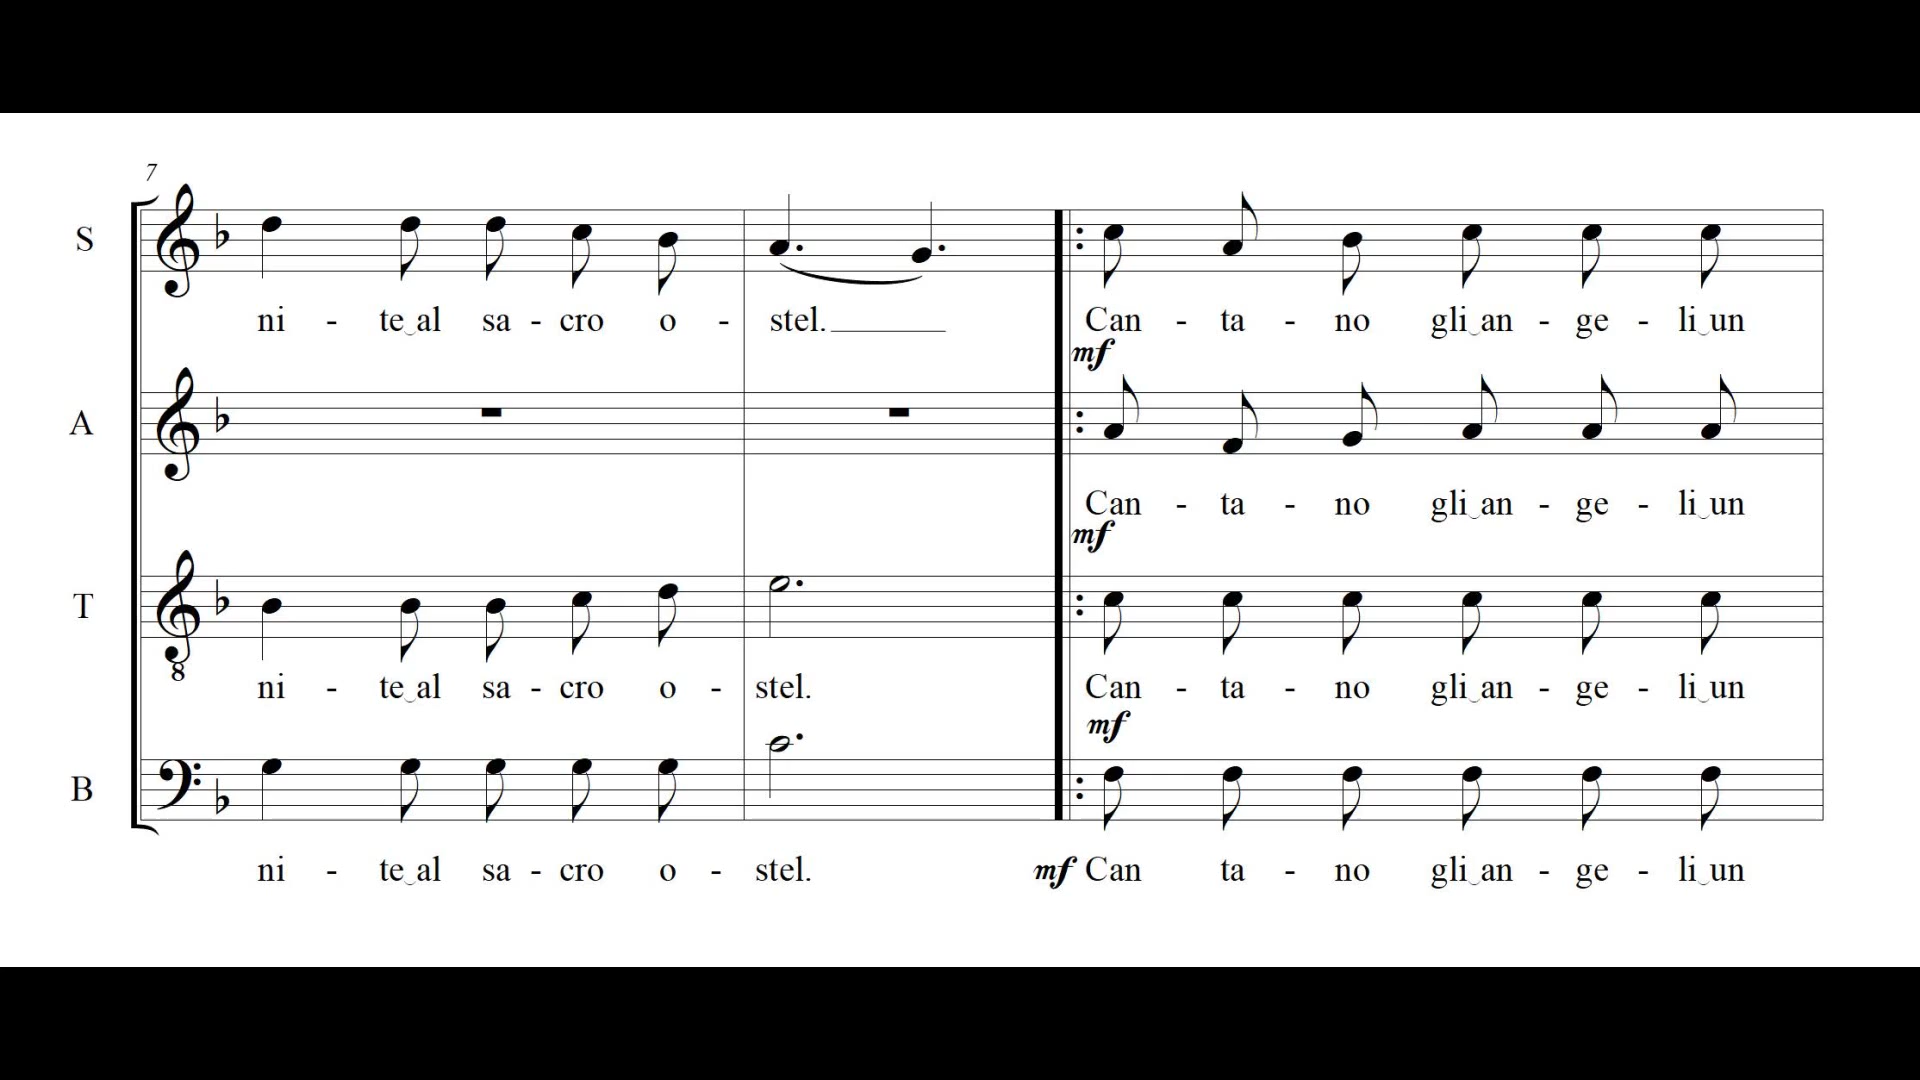 7
S
ni - te‿al sa - cro o - stel.______ Can - ta - no gli‿an - ge - li‿un
mf
A
Can - ta - no gli‿an - ge - li‿un
mf
T
8
ni - te‿al sa - cro o - stel. Can - ta - no gli‿an - ge - li‿un
mf
B
ni - te‿al sa - cro o - stel. mf Can ta - no gli‿an - ge - li‿un